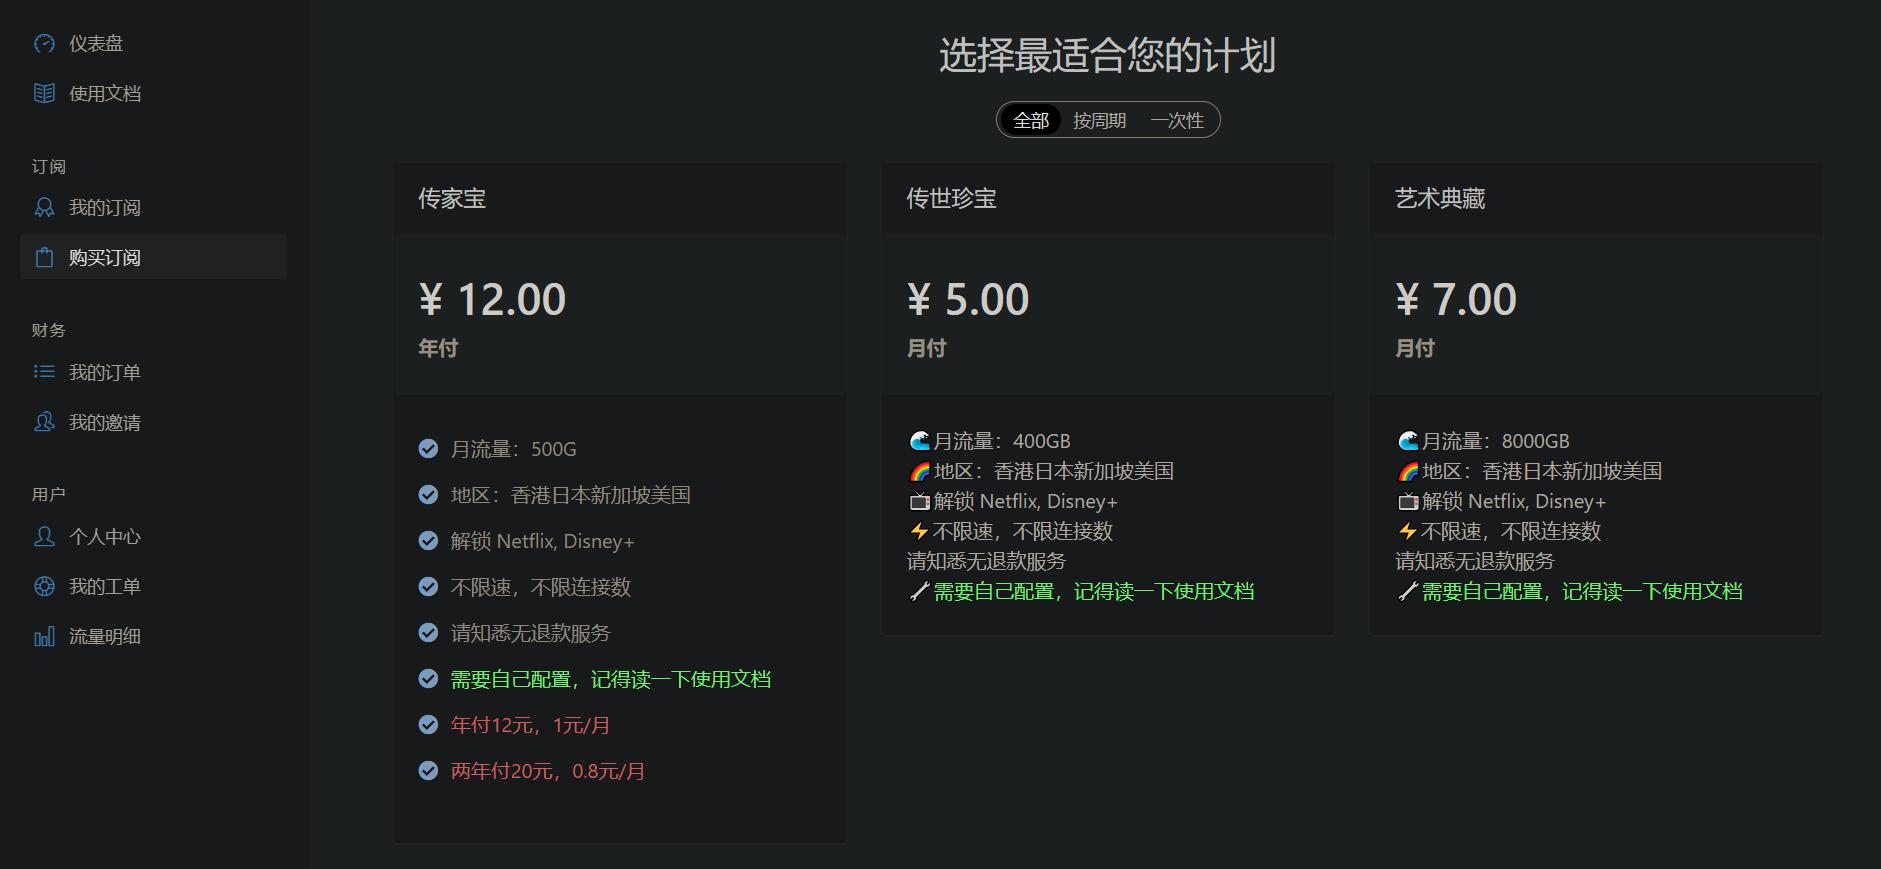 仪表盘
使用文档
订阅
我的订阅
购买订阅
财务
我的订单
我的邀请
用户
个人中心
我的工单
流量明细
选择最适合您的计划
全部 按周期 一次性
传家宝
¥ 12.00
年付
月流量：500G
地区：香港日本新加坡美国
解锁 Netflix, Disney+
不限速，不限连接数
请知悉无退款服务
需要自己配置，记得读一下使用文档
年付12元，1元/月
两年付20元，0.8元/月
传世珍宝
¥ 5.00
月付
🌊月流量：400GB
🌈地区：香港日本新加坡美国
📺解锁 Netflix, Disney+
⚡不限速，不限连接数
请知悉无退款服务
🔧需要自己配置，记得读一下使用文档
艺术典藏
¥ 7.00
月付
🌊月流量：8000GB
🌈地区：香港日本新加坡美国
📺解锁 Netflix, Disney+
⚡不限速，不限连接数
请知悉无退款服务
🔧需要自己配置，记得读一下使用文档